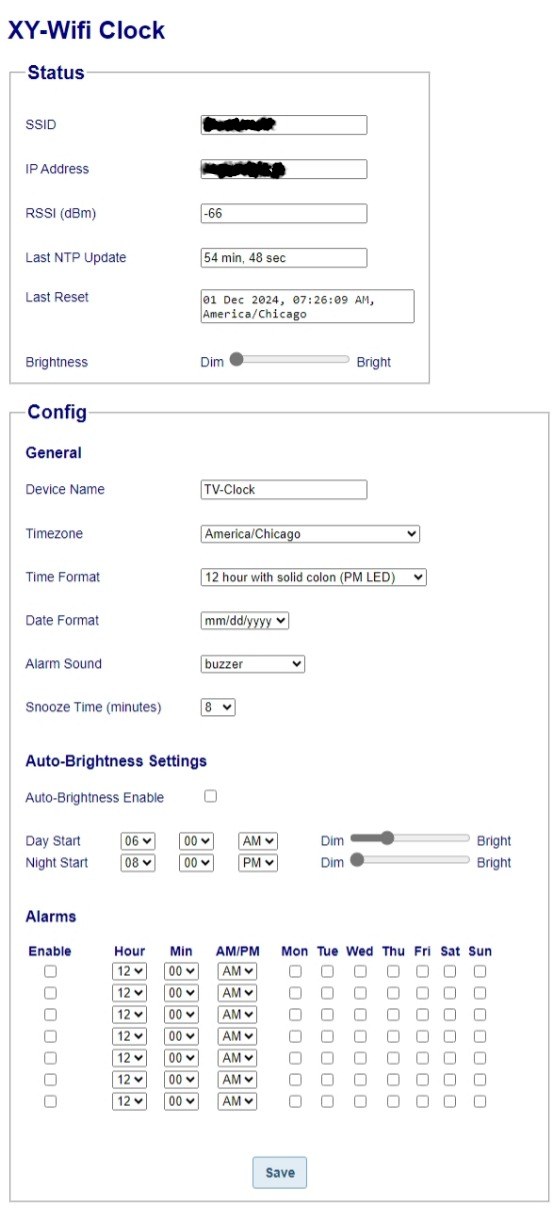 XY-Wifi Clock
Status
SSID
IP Address
RSSI (dBm) -66
Last NTP Update 54 min, 48 sec
Last Reset 01 Dec 2024, 07:26:09 AM,
America/Chicago
Brightness Dim Bright
Config
General
Device Name TV-Clock
Timezone America/Chicago
Time Format 12 hour with solid colon (PM LED)
Date Format mm/dd/yyyy
Alarm Sound buzzer
Snooze Time (minutes) 8
Auto-Brightness Settings
Auto-Brightness Enable
Day Start 06 00 AM Dim Bright
Night Start 08 00 PM Dim Bright
Alarms
Enable Hour Min AM/PM Mon Tue Wed Thu Fri Sat Sun
12 00 AM
12 00 AM
12 00 AM
12 00 AM
12 00 AM
12 00 AM
12 00 AM
Save